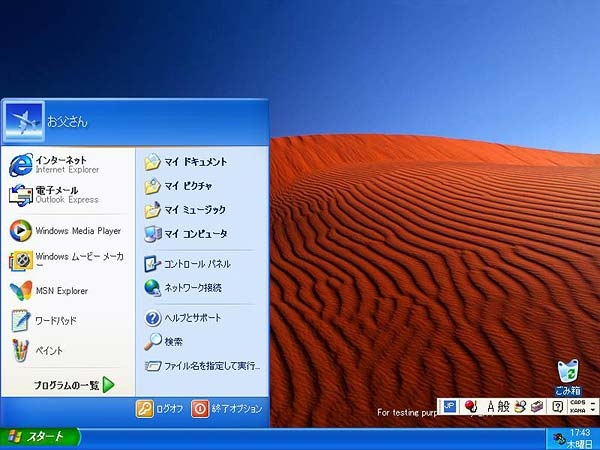 お父さん
インターネット
Internet Explorer
電子メール
Outlook Express
Windows Media Player
Windows ムービー メーカ
ー
MSN Explorer
ワードパッド
ペイント
プログラムの一覧
マイ ドキュメント
マイ ピクチャ
マイ ミュージック
マイ コンピュータ
コントロール パネル
ネットワーク接続
ヘルプとサポート
検索
ファイル名を指定して実行...
ログオフ
終了オプション
ごみ箱
For testing purp
JP A 般 CAPS
KANA
スタート
17:43
木曜日